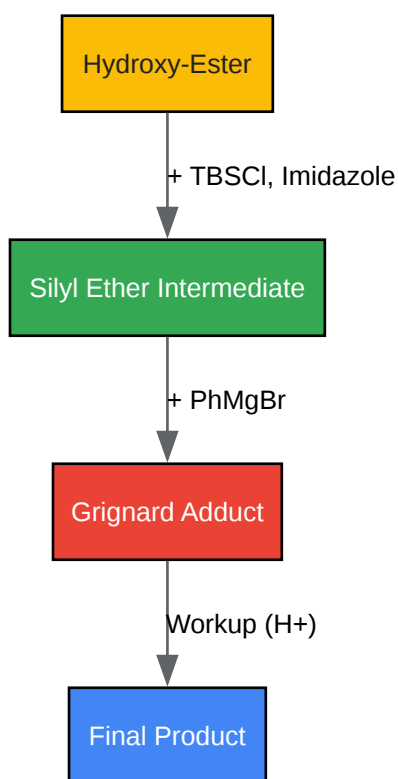 Hydroxy-Ester
+ TBSCl, Imidazole
Silyl Ether Intermediate
+ PhMgBr
Grignard Adduct
Workup (H+)
Final Product